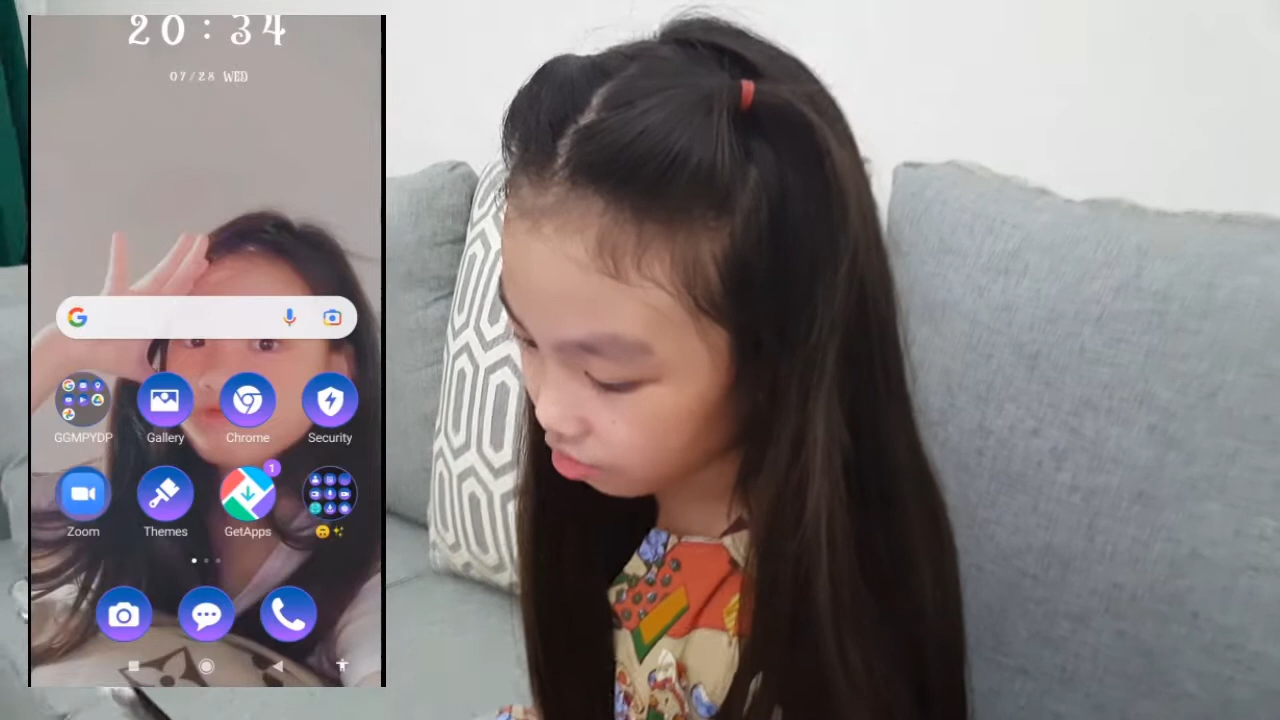 20:34
07/28 WED
GGMPYDP
Gallery
Chrome
Security
Zoom
Themes
1
GetApps
🙃✨